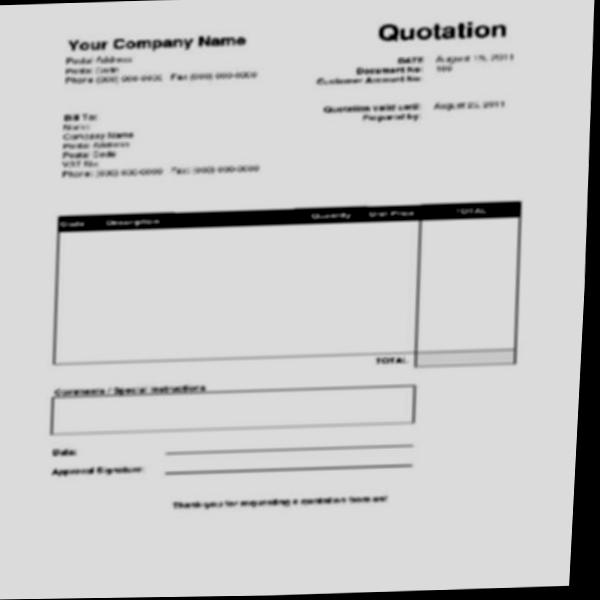 Quotation
Your Company Name
Postal Address
Postal Code
Phone (000) 000-0000 Fax (000) 000-0000
DATE August 2011
Document No: 100
Customer Account No:
Bill To:
Name
Company Name
Postal Address
Postal Code
VAT No.
Phone: (000) 000-0000 Fax: (000) 000-0000
Quotation valid until: August 2011
Prepared by:
Code Description Quantity Unit Price TOTAL
TOTAL
Comments / Special Instructions
Date:
Approval Signature:
Thank you for requesting a quotation from us!